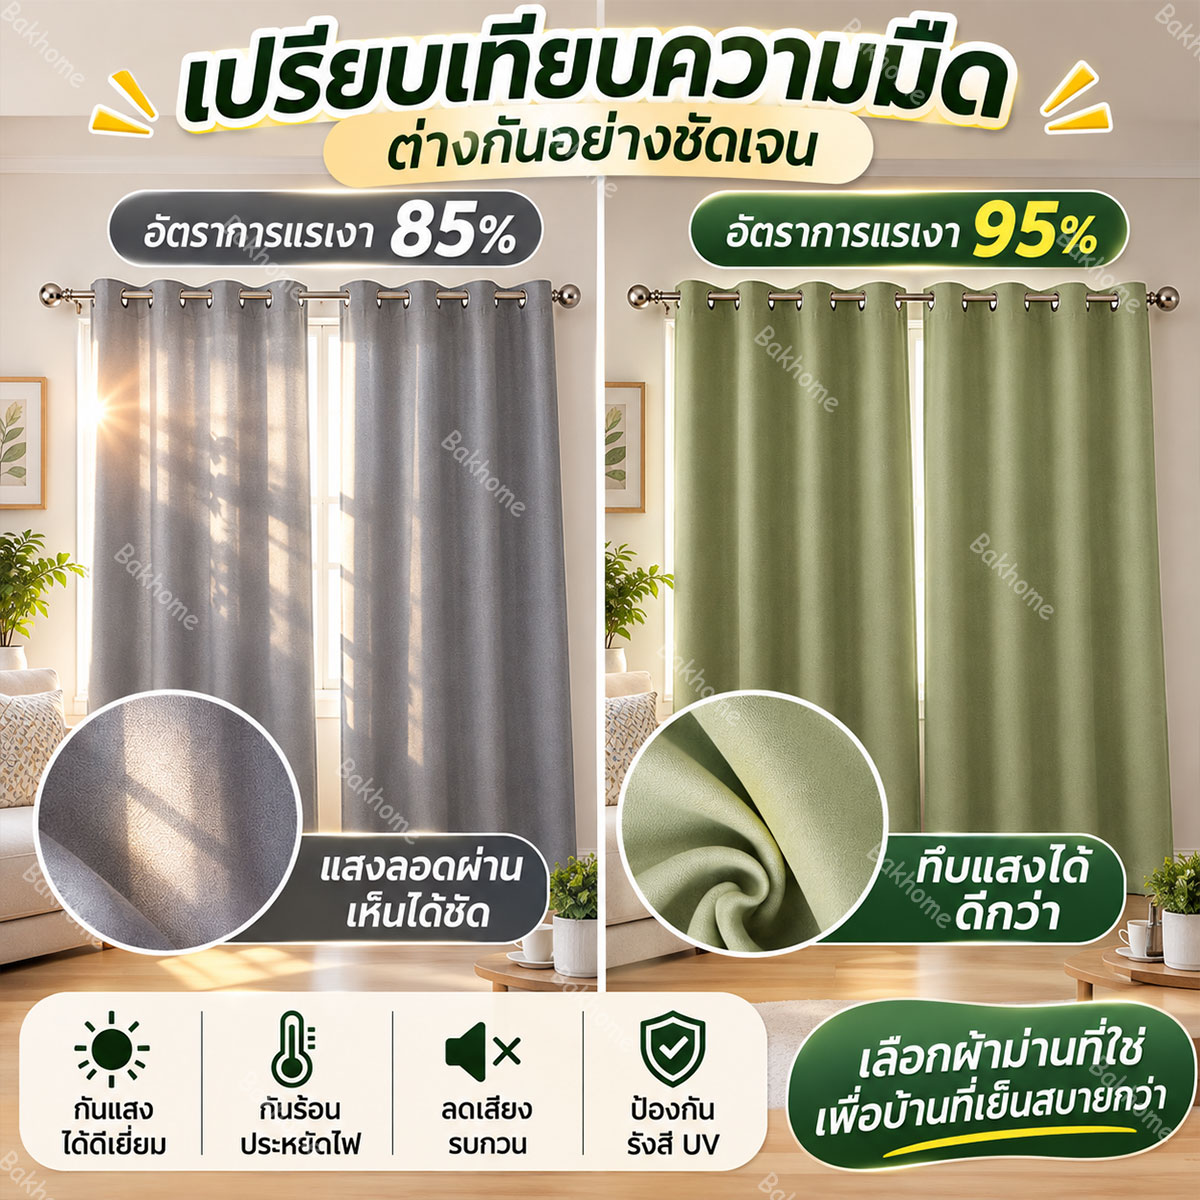 เปรียบเทียบความมืด
ต่างกันอย่างชัดเจน
อัตราการแรเงา 85%
อัตราการแรเงา 95%
แสงลอดผ่าน
เห็นได้ชัด
ทึบแสงได้
ดีกว่า
กันแสง
ได้ดีเยี่ยม
กันร้อน
ประหยัดไฟ
ลดเสียง
รบกวน
ป้องกัน
รังสี UV
เลือกผ้าม่านที่ใช่
เพื่อบ้านที่เย็นสบายกว่า
Bakhome